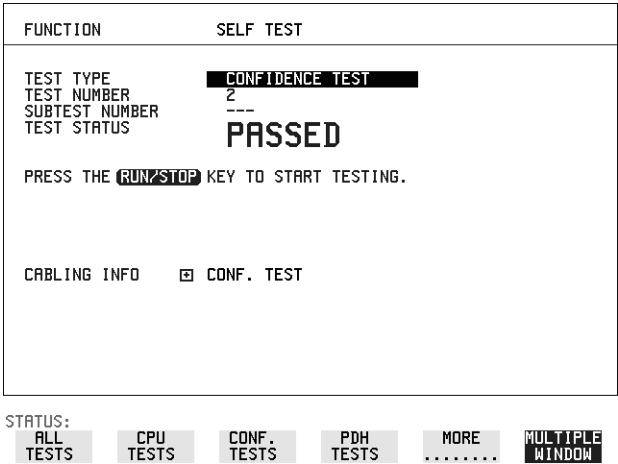 FUNCTION SELF TEST
TEST TYPE CONFIDENCE TEST
TEST NUMBER 2
SUBTEST NUMBER ---
TEST STATUS PASSED
PRESS THE RUN/STOP KEY TO START TESTING.
CABLING INFO + CONF. TEST
STATUS:
ALL TESTS CPU TESTS CONF. TESTS PDH TESTS MORE ........ MULTIPLE WINDOW